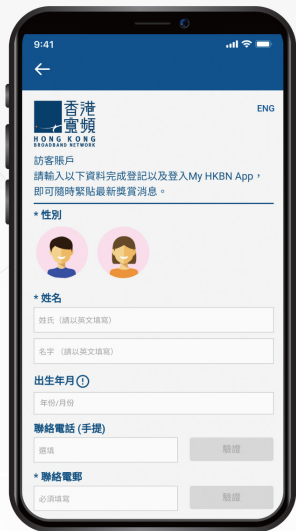 9:41
香港
寬頻
HONG KONG
BROADBAND NETWORK
ENG
訪客賬戶
請輸入以下資料完成登記以及登入My HKBN App，
即可隨時緊貼最新獎賞消息。
* 性別
* 姓名
姓氏（請以英文填寫）
名字 （請以英文填寫）
出生年月!
年份/月份
聯絡電話 (手提)
選填
驗證
* 聯絡電郵
必須填寫
驗證